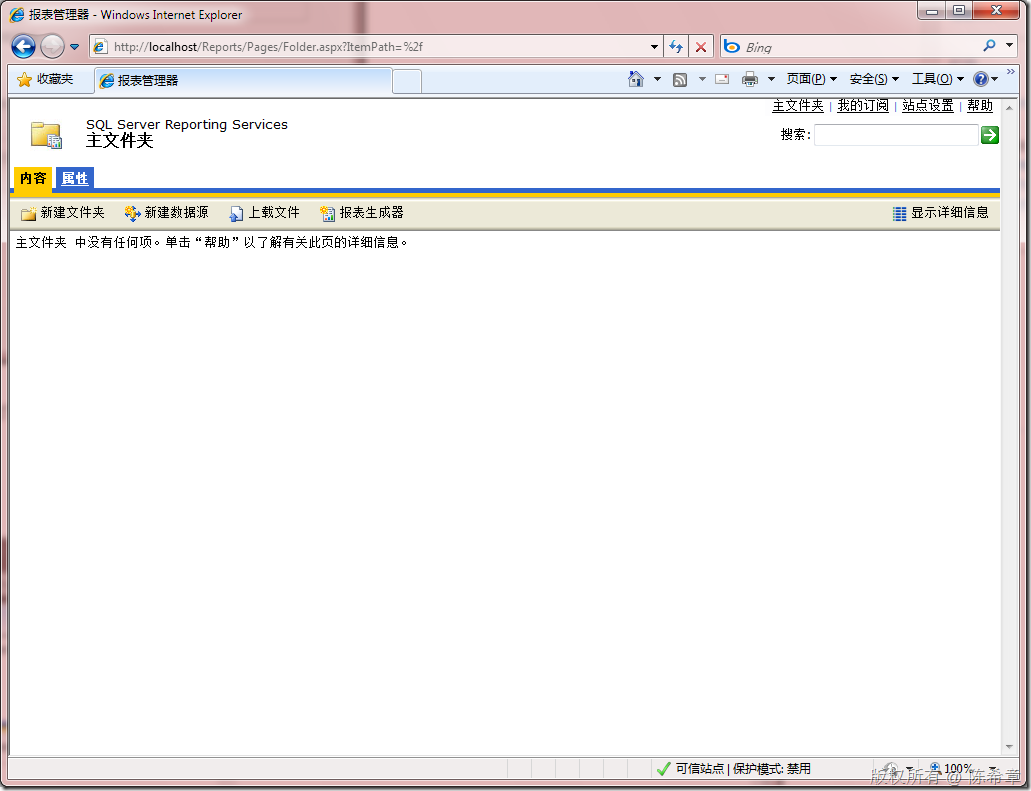 报表管理器 - Windows Internet Explorer
http://localhost/Reports/Pages/Folder.aspx?ItemPath=%2f
Bing
收藏夹
报表管理器
页面(P) 安全(S) 工具(O) »
主文件夹 | 我的订阅 | 站点设置 | 帮助
SQL Server Reporting Services
主文件夹
搜索:
内容 属性
新建文件夹 新建数据源 上载文件 报表生成器 显示详细信息
主文件夹 中没有任何项。单击“帮助”以了解有关此页的详细信息。
可信站点 | 保护模式: 禁用
100%
版权所有 @ 陈希章